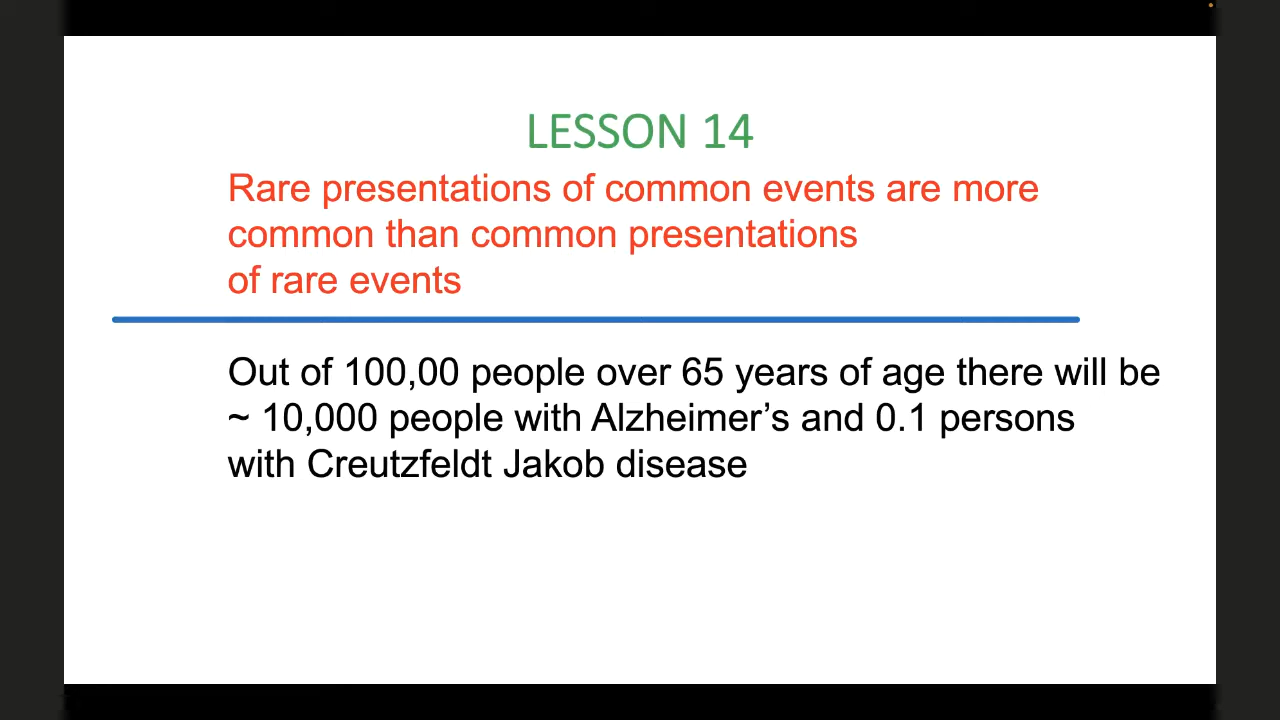 LESSON 14
Rare presentations of common events are more
common than common presentations
of rare events
Out of 100,00 people over 65 years of age there will be
~ 10,000 people with Alzheimer’s and 0.1 persons
with Creutzfeldt Jakob disease